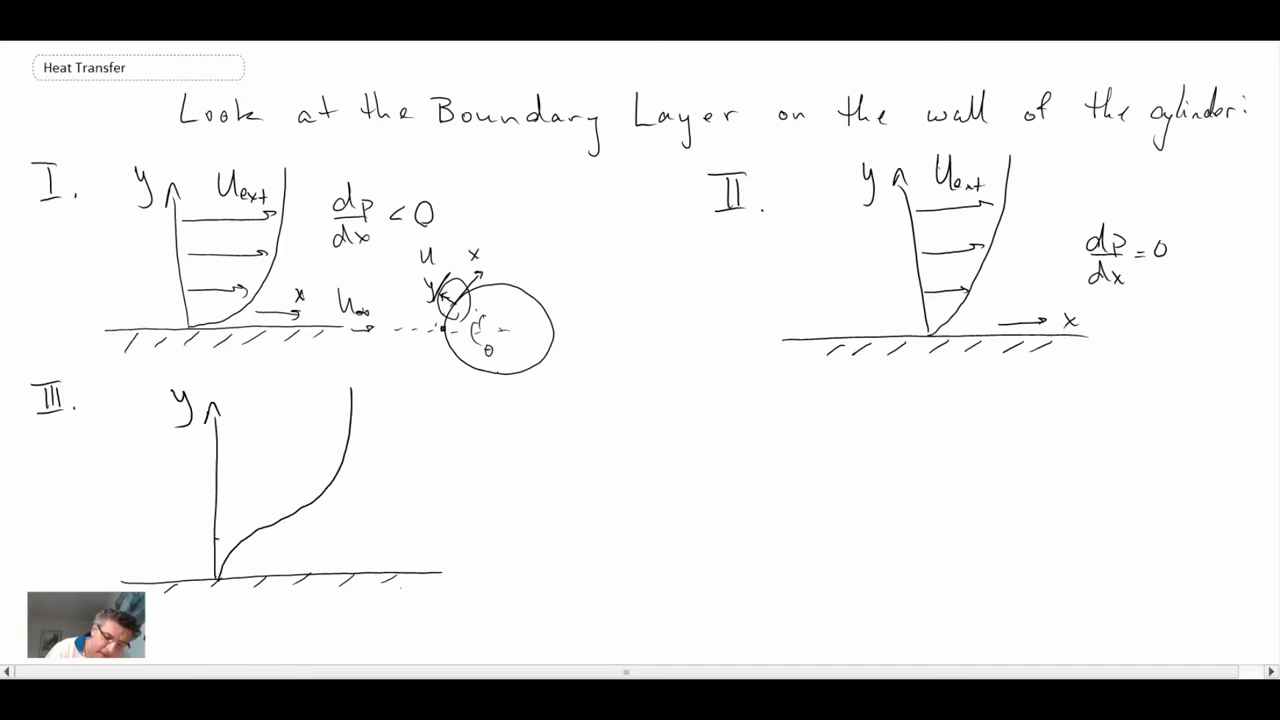 Heat Transfer
Look at the Boundary Layer on the wall of the cylinder:
I.
y
Uext
dp/dx < 0
x
U∞
u
x
y
r
θ
II.
y
Uext
dp/dx = 0
x
III.
y